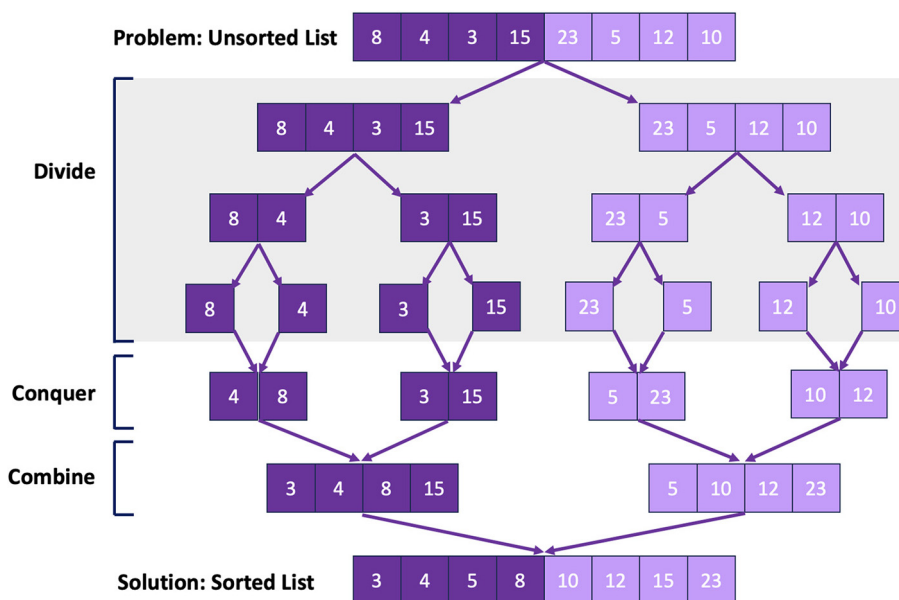 Problem: Unsorted List 8 4 3 15 23 5 12 10
8 4 3 15 23 5 12 10
Divide
8 4 3 15 23 5 12 10
8 4 3 15 23 5 12 10
Conquer 4 8 3 15 5 23 10 12
Combine 3 4 8 15 5 10 12 23
Solution: Sorted List 3 4 5 8 10 12 15 23